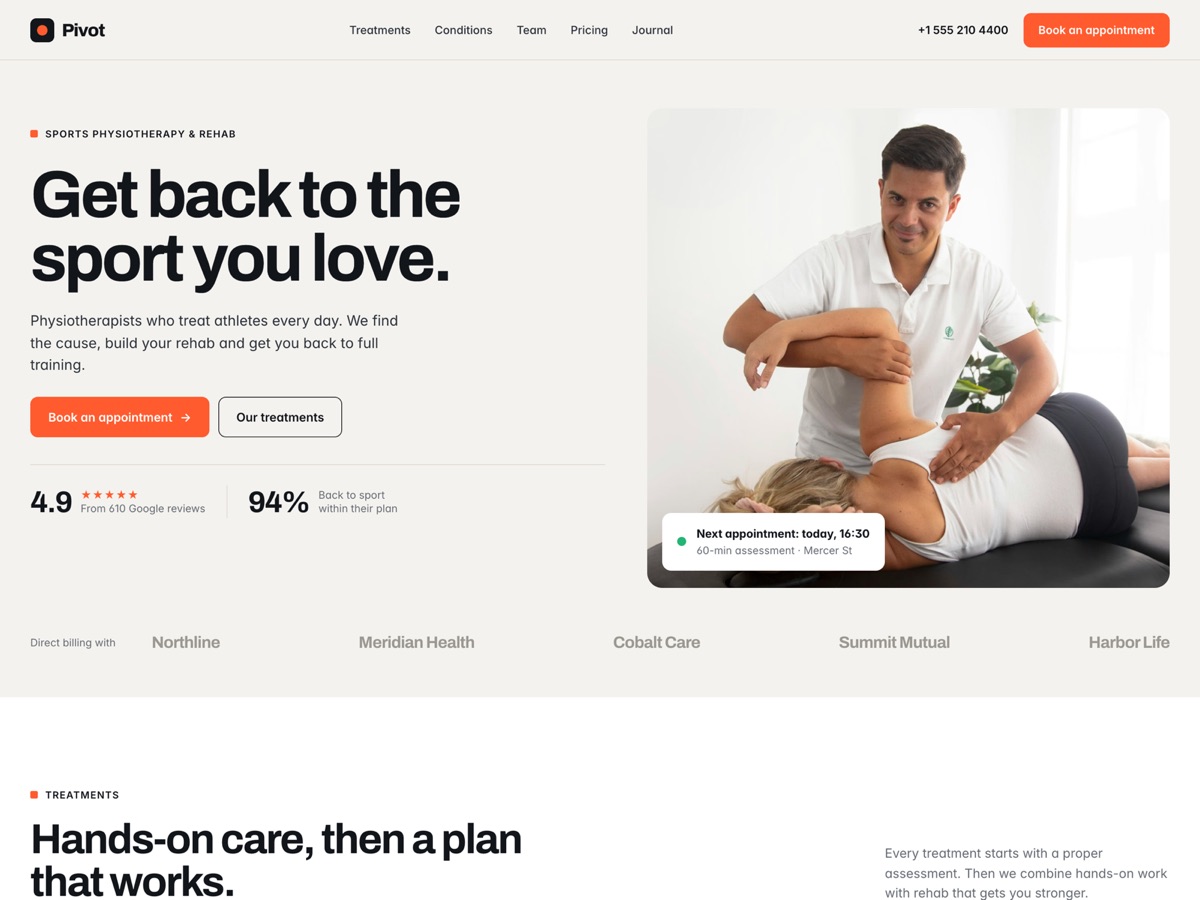 Pivot
Treatments
Conditions
Team
Pricing
Journal
+1 555 210 4400
Book an appointment
SPORTS PHYSIOTHERAPY & REHAB
Get back to the
sport you love.
Physiotherapists who treat athletes every day. We find
the cause, build your rehab and get you back to full
training.
Book an appointment →
Our treatments
4.9
★★★★★
From 610 Google reviews
94%
Back to sport
within their plan
Next appointment: today, 16:30
60-min assessment · Mercer St
Direct billing with
Northline
Meridian Health
Cobalt Care
Summit Mutual
Harbor Life
TREATMENTS
Hands-on care, then a plan
that works.
Every treatment starts with a proper
assessment. Then we combine hands-on work
with rehab that gets you stronger.